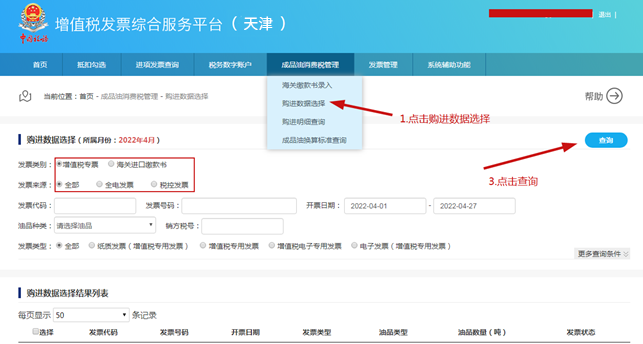 增值税发票综合服务平台（天津）
退出 |
首页 抵扣勾选 进项发票查询 税务数字账户 成品油消费税管理 发票管理 系统辅助功能
海关缴款书录入
购进数据选择
购进明细查询
成品油换算标准查询
当前位置：首页 - 成品油消费税管理 - 购进数据选择
帮助
1.点击购进数据选择
购进数据选择（所属月份：2022年4月）
查询
发票类别： 增值税专票 海关进口缴款书
发票来源： 全部 全电发票 税控发票
3.点击查询
发票代码： 发票号码： 开票日期： 2022-04-01 - 2022-04-27
油品种类： 请选择油品 销方税号：
发票类型： 全部 纸质发票（增值税专用发票） 增值税专用发票 增值税电子专用发票 电子发票（增值税专用发票）
更多查询条件
购进数据选择结果列表
每页显示 50 条记录
选择 发票代码 发票号码 开票日期 发票类型 油品类型 油品数量（吨） 发票状态